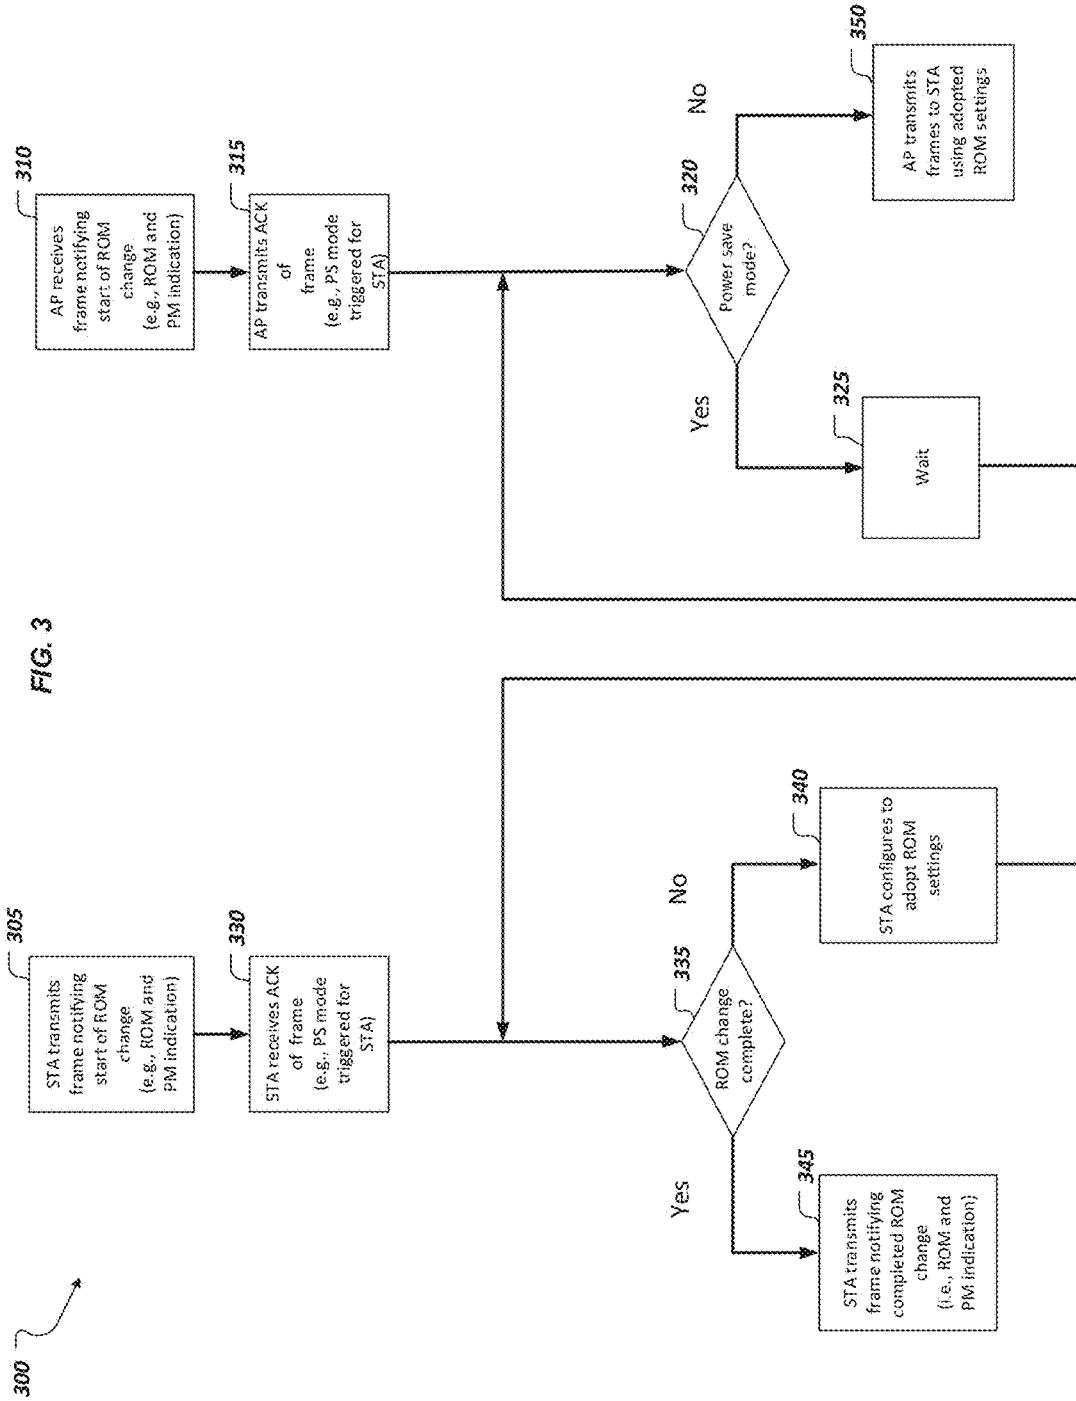 FIG. 3
300
305
STA transmits
frame notifying
start of ROM
change
(e.g., ROM and
PM indication)
330
STA receives ACK
of frame
(e.g., PS mode
triggered for
STA)
335
ROM change
complete?
Yes
No
345
STA transmits
frame notifying
completed ROM
change
(i.e., ROM and
PM indication)
340
STA configures to
adopt ROM
settings
310
AP receives
frame notifying
start of ROM
change
(e.g., ROM and
PM indication)
315
AP transmits ACK
of
frame
(e.g., PS mode
triggered for
STA)
320
Power save
mode?
Yes
No
325
Wait
350
AP transmits
frames to STA
using adopted
ROM settings